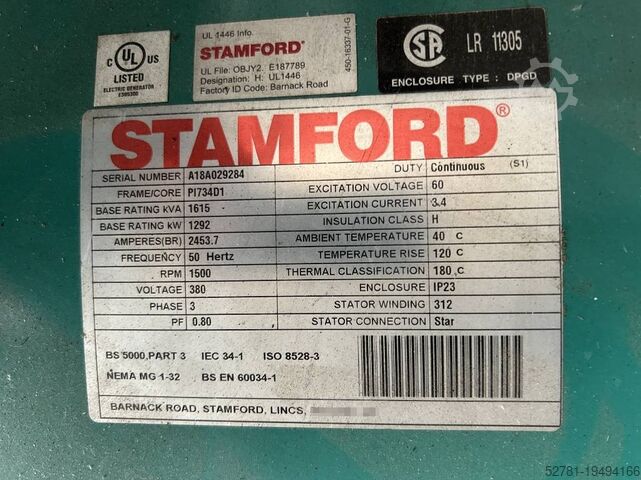 C UL US
LISTED
ELECTRIC GENERATOR
UL 1446 Info.
STAMFORD®
UL File: OBJY2. E187789
Designation: H: UL1446
Factory ID Code: Barnack Road
450-16337-01-G
SA LR 11305
ENCLOSURE TYPE: DPGD
STAMFORD®
SERIAL NUMBER A18A029284
FRAME/CORE PI734D1
BASE RATING kVA 1615
BASE RATING kW 1292
AMPERES(BR) 2453.7
FREQUENCY 50 Hertz
RPM 1500
VOLTAGE 380
PHASE 3
PF 0.80
DUTY Continuous (S1)
EXCITATION VOLTAGE 60
EXCITATION CURRENT 3.4
INSULATION CLASS H
AMBIENT TEMPERATURE 40 C
TEMPERATURE RISE 120 C
THERMAL CLASSIFICATION 180 C
ENCLOSURE IP23
STATOR WINDING 312
STATOR CONNECTION Star
BS 5000,PART 3 IEC 34-1 ISO 8528-3
NEMA MG 1-32 BS EN 60034-1
BARNACK ROAD, STAMFORD, LINCS,
52781-19494166